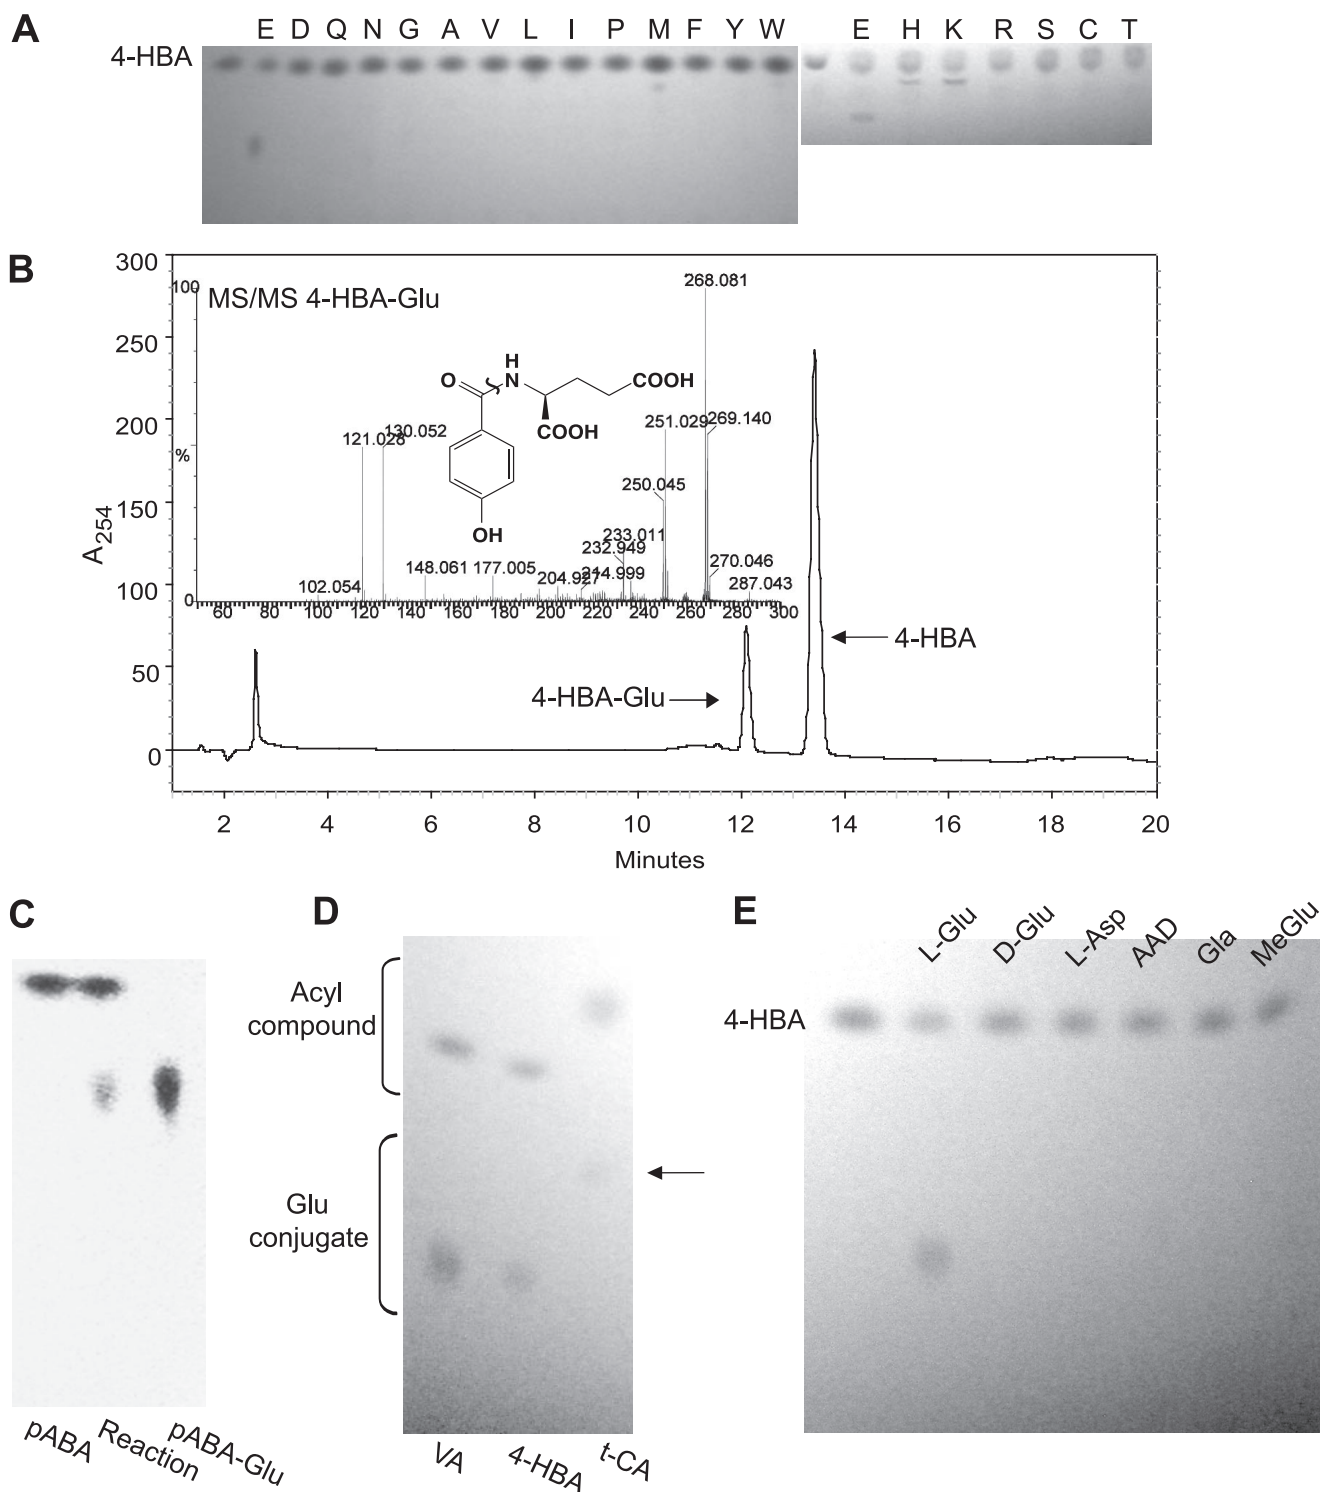 A
E D Q N G A V L I P M F Y W E H K R S C T
4-HBA
B
300
250
200
150
100
50
0
A254
100
%
0
MS/MS 4-HBA-Glu
268.081
251.029 269.140
121.028 130.052
250.045
233.011
232.949
270.046
148.061 177.005
204.927 214.999
102.054
287.043
O H N COOH
COOH
OH
60 80 100 120 140 160 180 200 220 240 260 280 300
4-HBA
4-HBA-Glu
2 4 6 8 10 12 14 16 18 20
Minutes
C
pABA Reaction pABA-Glu
D
Acyl
compound
Glu
conjugate
VA 4-HBA t-CA
E
L-Glu D-Glu L-Asp AAD Gla MeGlu
4-HBA